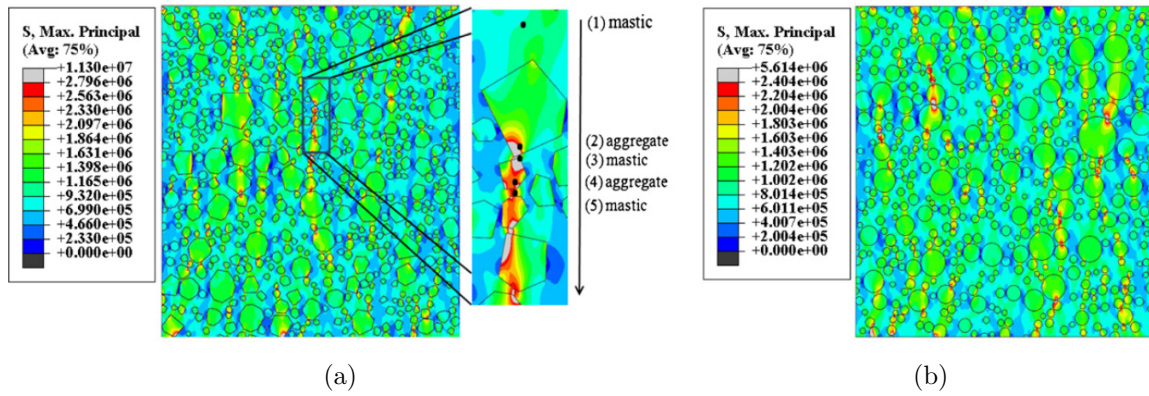 S, Max. Principal
(Avg: 75%)
+1.130e+07
+2.796e+06
+2.563e+06
+2.330e+06
+2.097e+06
+1.864e+06
+1.631e+06
+1.398e+06
+1.165e+06
+9.320e+05
+6.990e+05
+4.660e+05
+2.330e+05
+0.000e+00
(1) mastic
(2) aggregate
(3) mastic
(4) aggregate
(5) mastic
(a)
S, Max. Principal
(Avg: 75%)
+5.614e+06
+2.404e+06
+2.204e+06
+2.004e+06
+1.803e+06
+1.603e+06
+1.403e+06
+1.202e+06
+1.002e+06
+8.014e+05
+6.011e+05
+4.007e+05
+2.004e+05
+0.000e+00
(b)